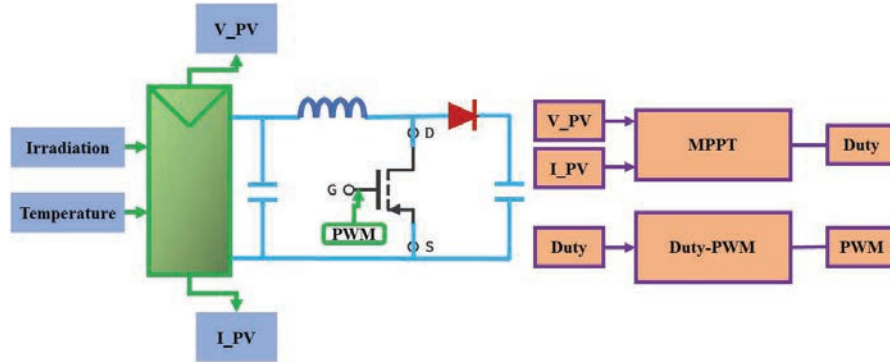 V_PV
Irradiation
Temperature
I_PV
D
G
PWM
S
V_PV
I_PV
MPPT
Duty
Duty
Duty-PWM
PWM